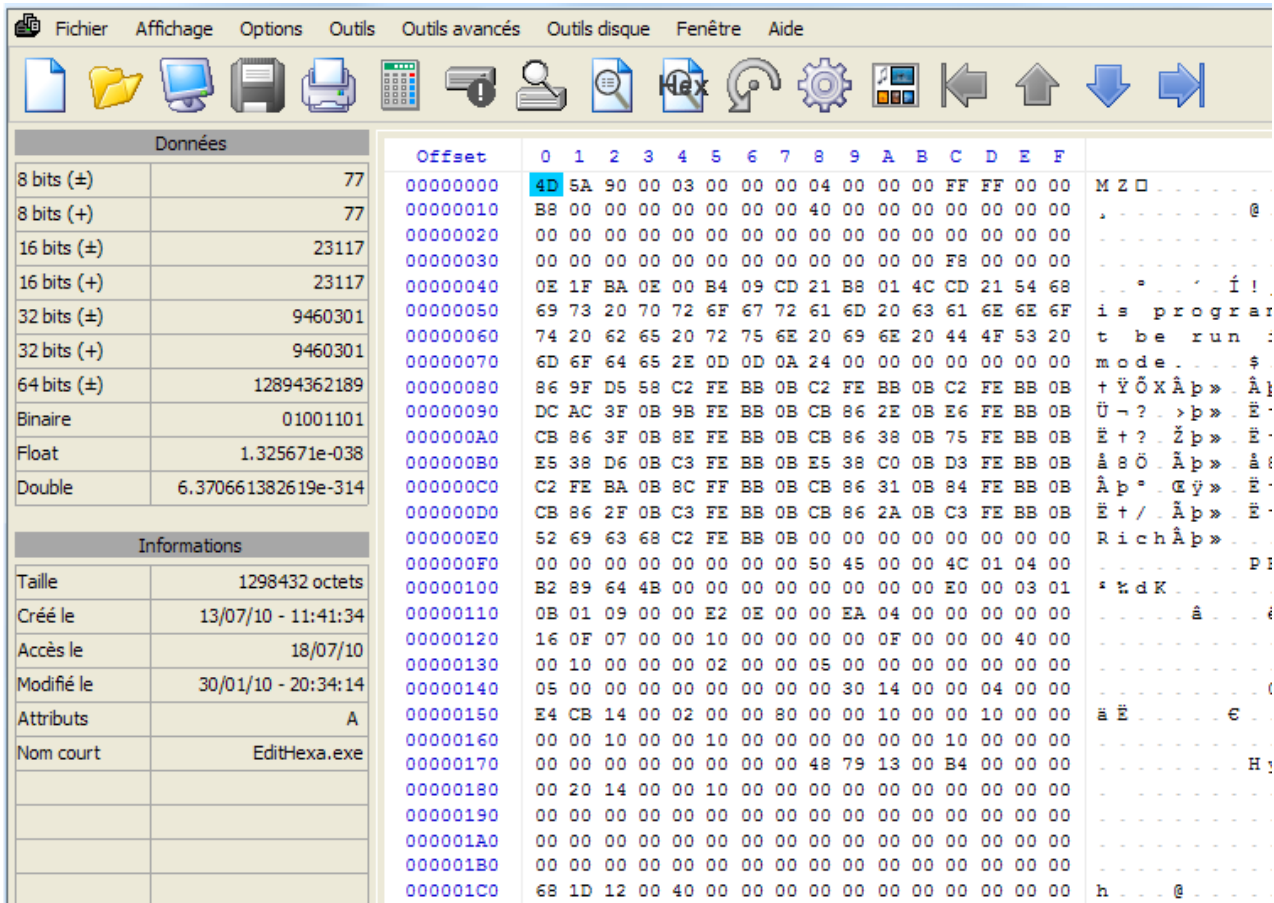 Fichier Affichage Options Outils Outils avancés Outils disque Fenêtre Aide
Hex
Données
8 bits (±) 77
8 bits (+) 77
16 bits (±) 23117
16 bits (+) 23117
32 bits (±) 9460301
32 bits (+) 9460301
64 bits (±) 12894362189
Binaire 01001101
Float 1.325671e-038
Double 6.370661382619e-314
Informations
Taille 1298432 octets
Créé le 13/07/10 - 11:41:34
Accès le 18/07/10
Modifié le 30/01/10 - 20:34:14
Attributs A
Nom court EditHexa.exe
Offset 0 1 2 3 4 5 6 7 8 9 A B C D E F
00000000 4D 5A 90 00 03 00 00 00 04 00 00 00 FF FF 00 00 M Z □ . . . . . . .
00000010 B8 00 00 00 00 00 00 00 40 00 00 00 00 00 00 00 ¸ . . . . . . . @ .
00000020 00 00 00 00 00 00 00 00 00 00 00 00 00 00 00 00 . . . . . . . . . .
00000030 00 00 00 00 00 00 00 00 00 00 00 00 F8 00 00 00 . . . . . . . . . .
00000040 0E 1F BA 0E 00 B4 09 CD 21 B8 01 4C CD 21 54 68 . . º . . ´ . Í ! ¸
00000050 69 73 20 70 72 6F 67 72 61 6D 20 63 61 6E 6E 6F i s p r o g r a m
00000060 74 20 62 65 20 72 75 6E 20 69 6E 20 44 4F 53 20 t b e r u n i
00000070 6D 6F 64 65 2E 0D 0D 0A 24 00 00 00 00 00 00 00 m o d e . . . . $ .
00000080 86 9F D5 58 C2 FE BB 0B C2 FE BB 0B C2 FE BB 0B † Ÿ Õ X Â þ » . Â þ
00000090 DC AC 3F 0B 9B FE BB 0B CB 86 2E 0B E6 FE BB 0B Ü ¬ ? . › þ » . Ë †
000000A0 CB 86 3F 0B 8E FE BB 0B CB 86 38 0B 75 FE BB 0B Ë † ? . Ž þ » . Ë †
000000B0 E5 38 D6 0B C3 FE BB 0B E5 38 C0 0B D3 FE BB 0B å 8 Ö . Ã þ » . å 8
000000C0 C2 FE BA 0B 8C FF BB 0B CB 86 31 0B 84 FE BB 0B Â þ º . Œ ÿ » . Ë †
000000D0 CB 86 2F 0B C3 FE BB 0B CB 86 2A 0B C3 FE BB 0B Ë † / . Ã þ » . Ë †
000000E0 52 69 63 68 C2 FE BB 0B 00 00 00 00 00 00 00 00 R i c h Â þ » . . .
000000F0 00 00 00 00 00 00 00 00 50 45 00 00 4C 01 04 00 . . . . . . . . P E
00000100 B2 89 64 4B 00 00 00 00 00 00 00 00 E0 00 03 01 ² ‰ d K . . . . . .
00000110 0B 01 09 00 00 E2 0E 00 00 EA 04 00 00 00 00 00 . . . . . â . . . ê
00000120 16 0F 07 00 00 10 00 00 00 00 0F 00 00 00 40 00 . . . . . . . . . .
00000130 00 10 00 00 00 02 00 00 05 00 00 00 00 00 00 00 . . . . . . . . . .
00000140 05 00 00 00 00 00 00 00 00 30 14 00 00 04 00 00 . . . . . . . . . 0
00000150 E4 CB 14 00 02 00 00 80 00 00 10 00 00 10 00 00 ä Ë . . . . . € . .
00000160 00 00 10 00 00 10 00 00 00 00 00 00 10 00 00 00 . . . . . . . . . .
00000170 00 00 00 00 00 00 00 00 48 79 13 00 B4 00 00 00 . . . . . . . . H y
00000180 00 20 14 00 00 10 00 00 00 00 00 00 00 00 00 00 . . . . . . . . .
00000190 00 00 00 00 00 00 00 00 00 00 00 00 00 00 00 00 . . . . . . . . . .
000001A0 00 00 00 00 00 00 00 00 00 00 00 00 00 00 00 00 . . . . . . . . . .
000001B0 00 00 00 00 00 00 00 00 00 00 00 00 00 00 00 00 . . . . . . . . . .
000001C0 68 1D 12 00 40 00 00 00 00 00 00 00 00 00 00 00 h . . . @ . . . . .